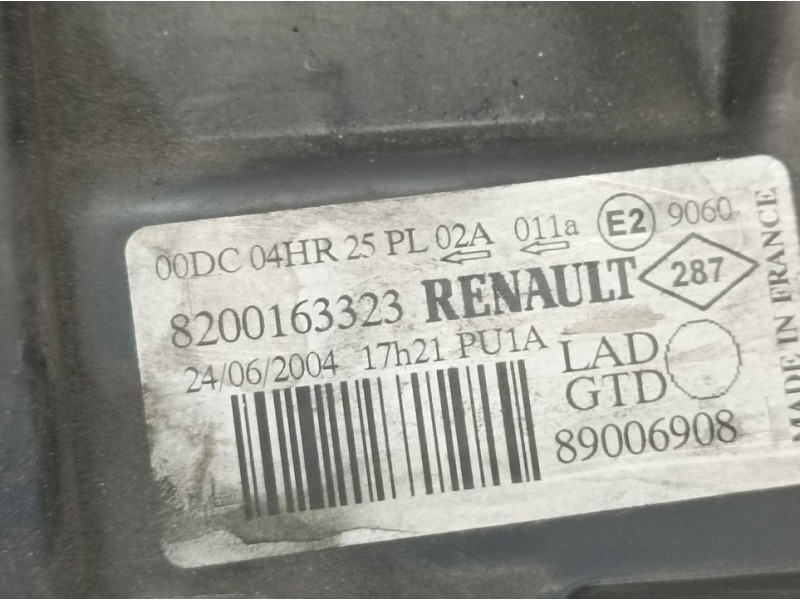 00DC 04HR 25 PL 02A 011a E2 9060
8200163323 RENAULT 287
24/06/2004 17h21 PU1A LAD
GTD
89006908
MADE IN FRANCE